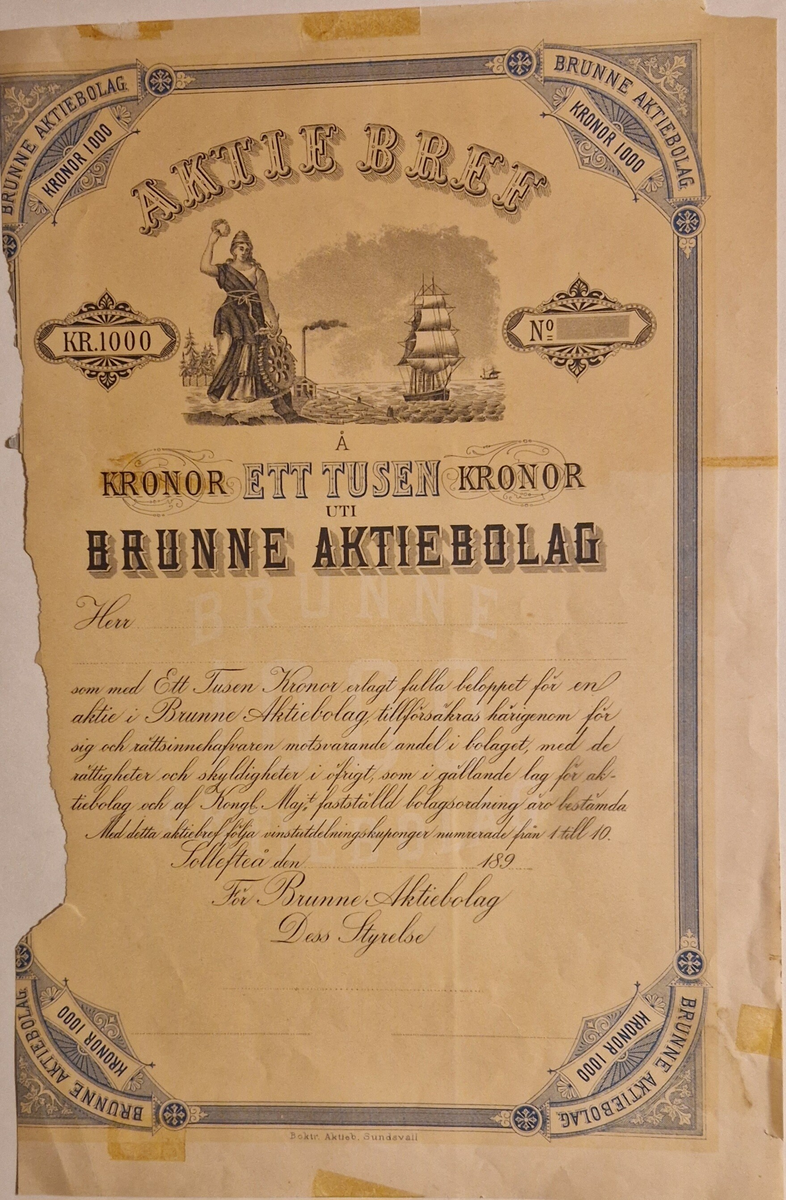 BRUNNE AKTIEBOLAG.
KRONOR 1000
BRUNNE AKTIEBOLAG.
KRONOR 1000
AKTIE BREF
KR.1000
No
Å
KRONOR ETT TUSEN KRONOR
UTI
BRUNNE AKTIEBOLAG
BRUNNE
Herr
som med Ett Tusen Kronor erlagt fulla beloppet för en
aktie i Brunne Aktiebolag, tillförsäkras härigenom för
sig och rättsinnehafvaren motsvarande andel i bolaget, med de
rättigheter och skyldigheter i öfrigt, som i gällande lag för ak-
tiebolag och af Kongl. Maj:t fastställd bolagsordning äro bestämda
Med detta aktiebref följa vinstutdelningskuponger numrerade från 1 till 10.
Sollefteå den 189
För Brunne Aktiebolag
Dess Styrelse
KRONOR 1000
BRUNNE AKTIEBOLAG.
KRONOR 1000
BRUNNE AKTIEBOLAG.
Boktr. Aktieb. Sundsvall